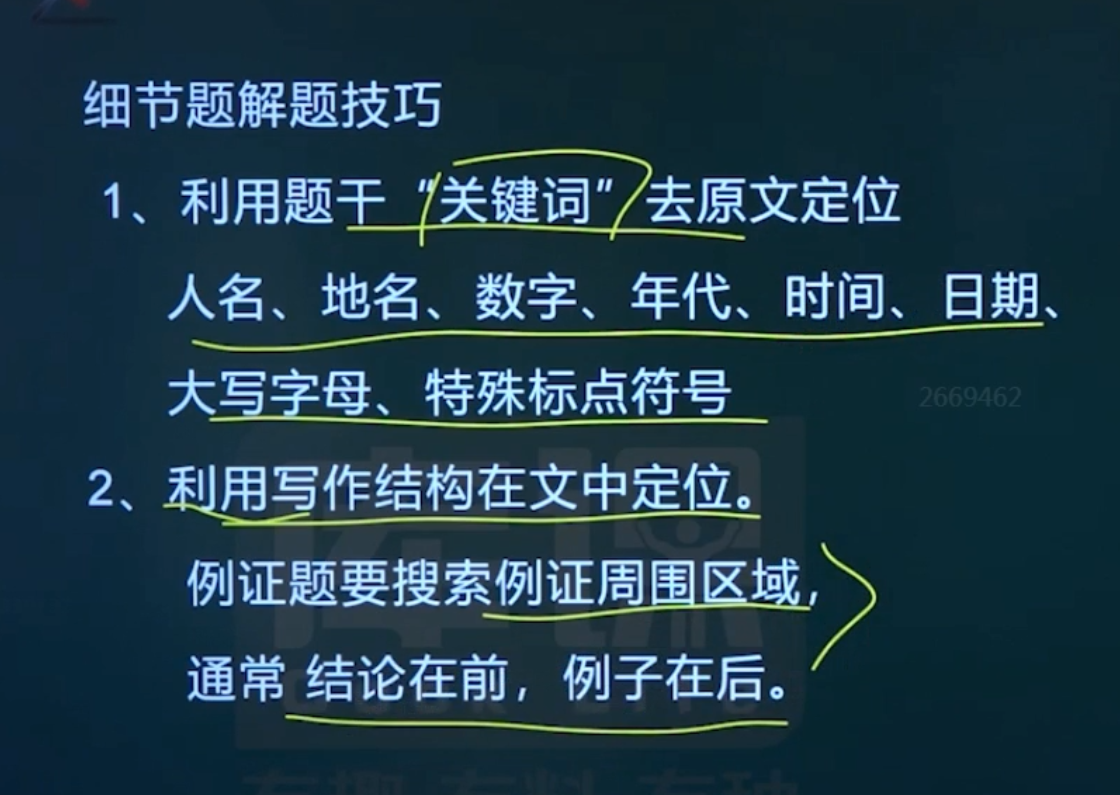 细节题解题技巧
1、利用题干“关键词”去原文定位
人名、地名、数字、年代、时间、日期、
大写字母、特殊标点符号
2669462
2、利用写作结构在文中定位。
例证题要搜索例证周围区域,
通常 结论在前，例子在后。